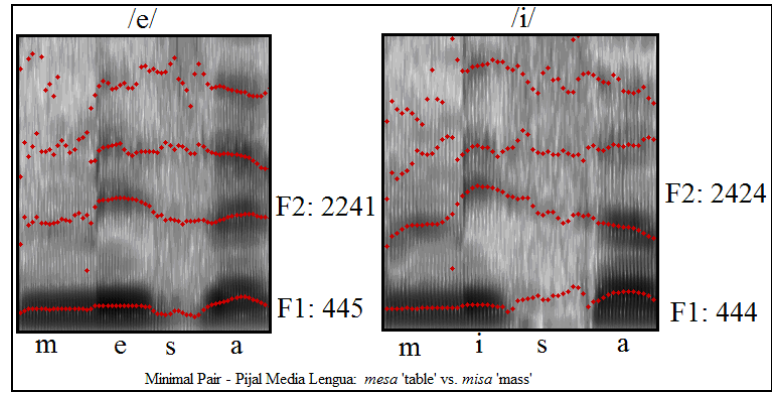 /e/
/i/
F2: 2241
F2: 2424
F1: 445
F1: 444
m e s a
m i s a
Minimal Pair - Pijal Media Lengua: mesa 'table' vs. misa 'mass'